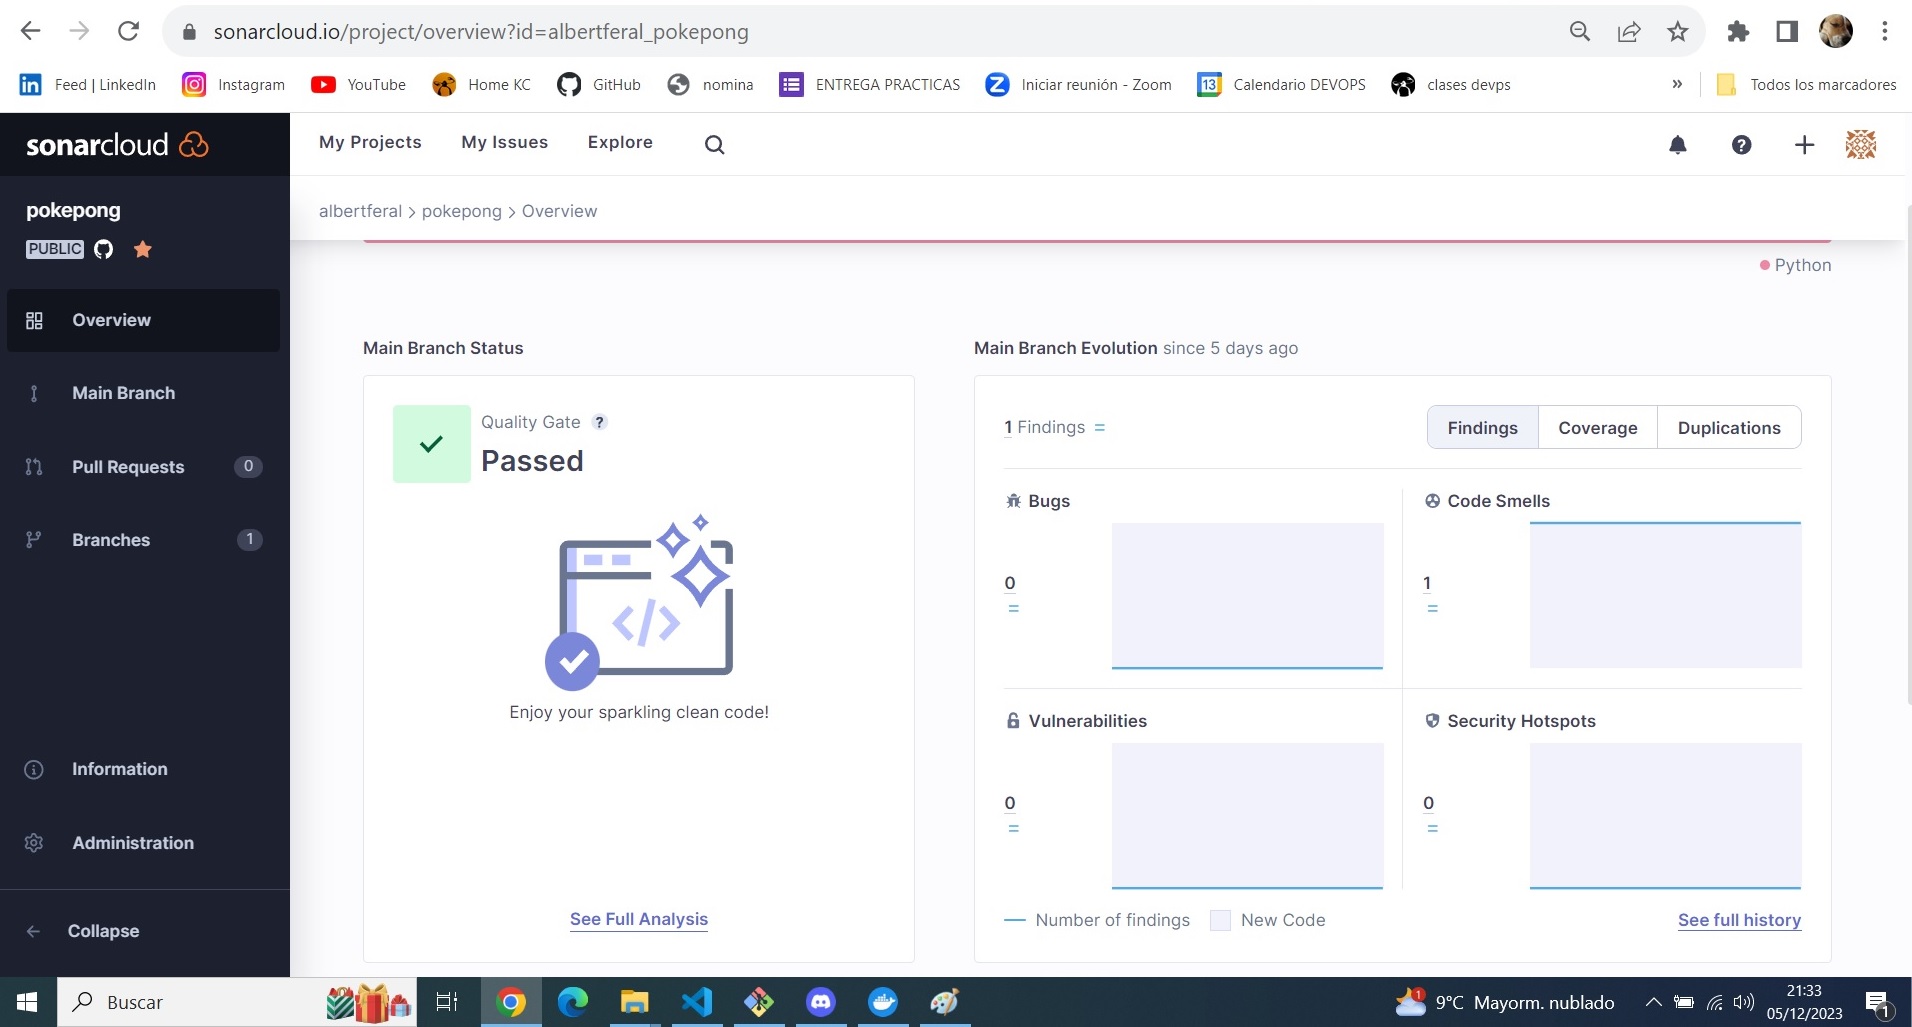 sonarcloud.io/project/overview?id=albertferal_pokepong
Feed | LinkedIn Instagram YouTube Home KC GitHub nomina ENTREGA PRACTICAS Iniciar reunión - Zoom 13 Calendario DEVOPS clases devps » Todos los marcadores
sonarcloud My Projects My Issues Explore
albertferal > pokepong > Overview
pokepong
PUBLIC
Overview
Main Branch
Pull Requests 0
Branches 1
Information
Administration
Collapse
Python
Main Branch Status
Quality Gate ?
Passed
Enjoy your sparkling clean code!
See Full Analysis
Main Branch Evolution since 5 days ago
1 Findings =
Findings Coverage Duplications
Bugs
0
=
Code Smells
1
=
Vulnerabilities
0
=
Security Hotspots
0
=
Number of findings New Code See full history
Buscar
1 9°C Mayorm. nublado
21:33
05/12/2023
1